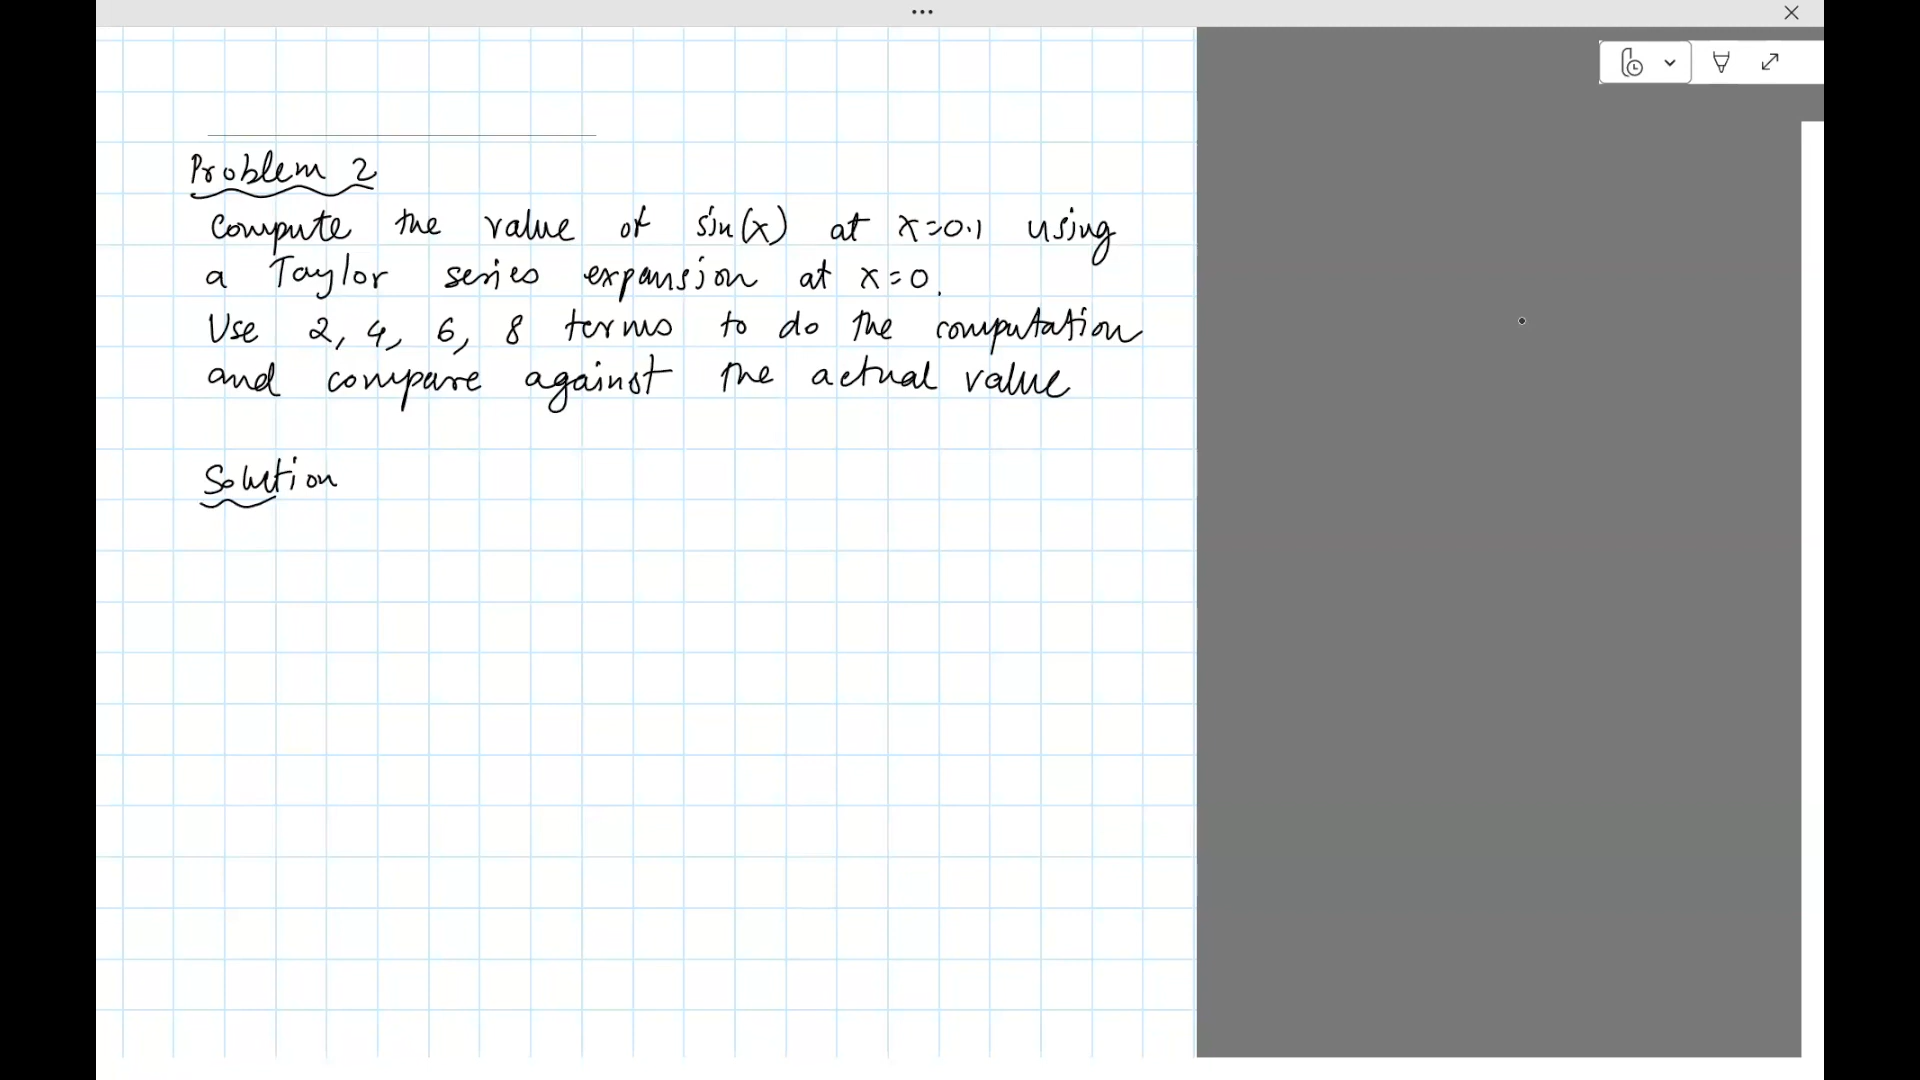 Problem 2
Compute the value of sin(x) at x=0.1 using
a Taylor series expansion at x=0.
Use 2, 4, 6, 8 terms to do the computation
and compare against the actual value
Solution